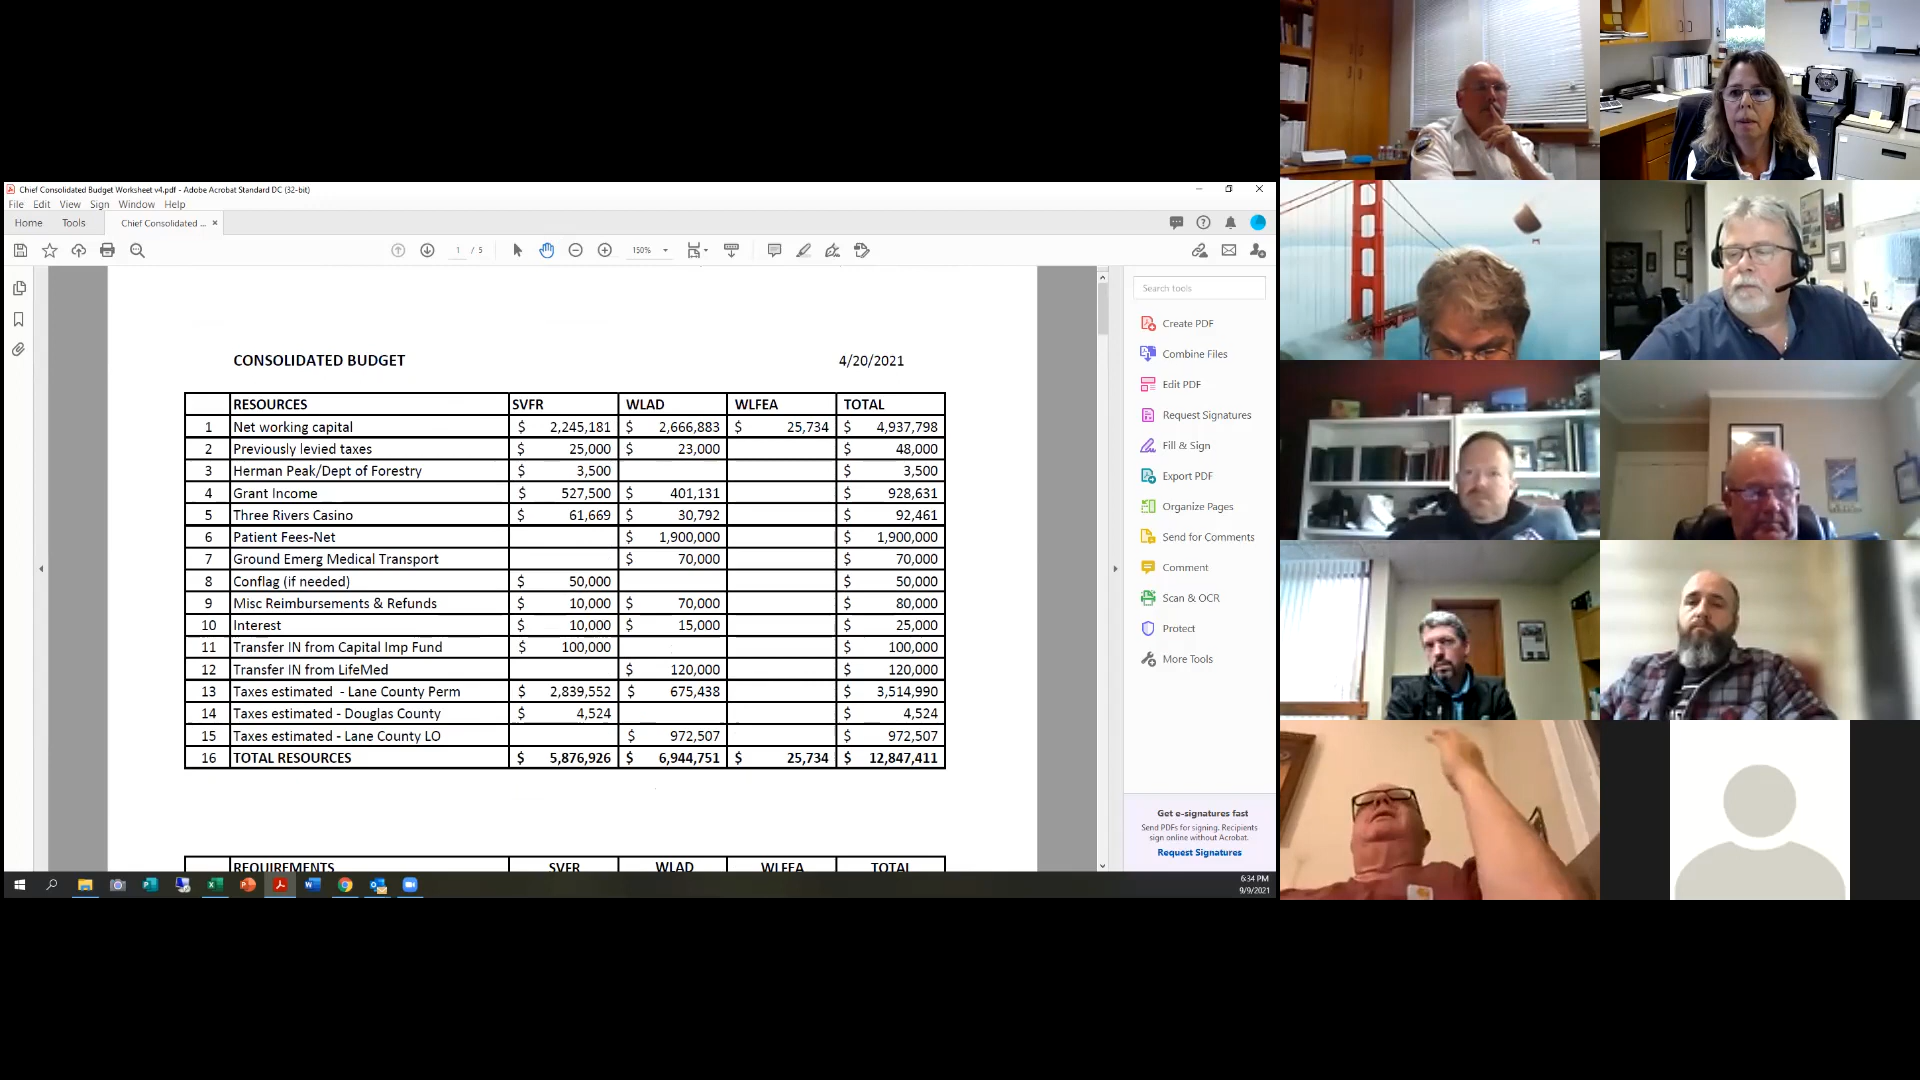 Chief Consolidated Budget Worksheet v4.pdf - Adobe Acrobat Standard DC (32-bit)
File Edit View Sign Window Help
Home Tools Chief Consolidated ... ×
1 / 5 150%
Search tools
Create PDF
Combine Files
Edit PDF
Request Signatures
Fill & Sign
Export PDF
Organize Pages
Send for Comments
Comment
Scan & OCR
Protect
More Tools
Get e-signatures fast
Send PDFs for signing. Recipients
sign online without Acrobat.
Request Signatures
CONSOLIDATED BUDGET 4/20/2021
RESOURCES SVFR WLAD WLFEA TOTAL
1 Net working capital $ 2,245,181 $ 2,666,883 $ 25,734 $ 4,937,798
2 Previously levied taxes $ 25,000 $ 23,000 $ 48,000
3 Herman Peak/Dept of Forestry $ 3,500 $ 3,500
4 Grant Income $ 527,500 $ 401,131 $ 928,631
5 Three Rivers Casino $ 61,669 $ 30,792 $ 92,461
6 Patient Fees-Net $ 1,900,000 $ 1,900,000
7 Ground Emerg Medical Transport $ 70,000 $ 70,000
8 Conflag (if needed) $ 50,000 $ 50,000
9 Misc Reimbursements & Refunds $ 10,000 $ 70,000 $ 80,000
10 Interest $ 10,000 $ 15,000 $ 25,000
11 Transfer IN from Capital Imp Fund $ 100,000 $ 100,000
12 Transfer IN from LifeMed $ 120,000 $ 120,000
13 Taxes estimated - Lane County Perm $ 2,839,552 $ 675,438 $ 3,514,990
14 Taxes estimated - Douglas County $ 4,524 $ 4,524
15 Taxes estimated - Lane County LO $ 972,507 $ 972,507
16 TOTAL RESOURCES $ 5,876,926 $ 6,944,751 $ 25,734 $ 12,847,411
REQUIREMENTS SVFR WLAD WLFEA TOTAL
6:34 PM
9/9/2021